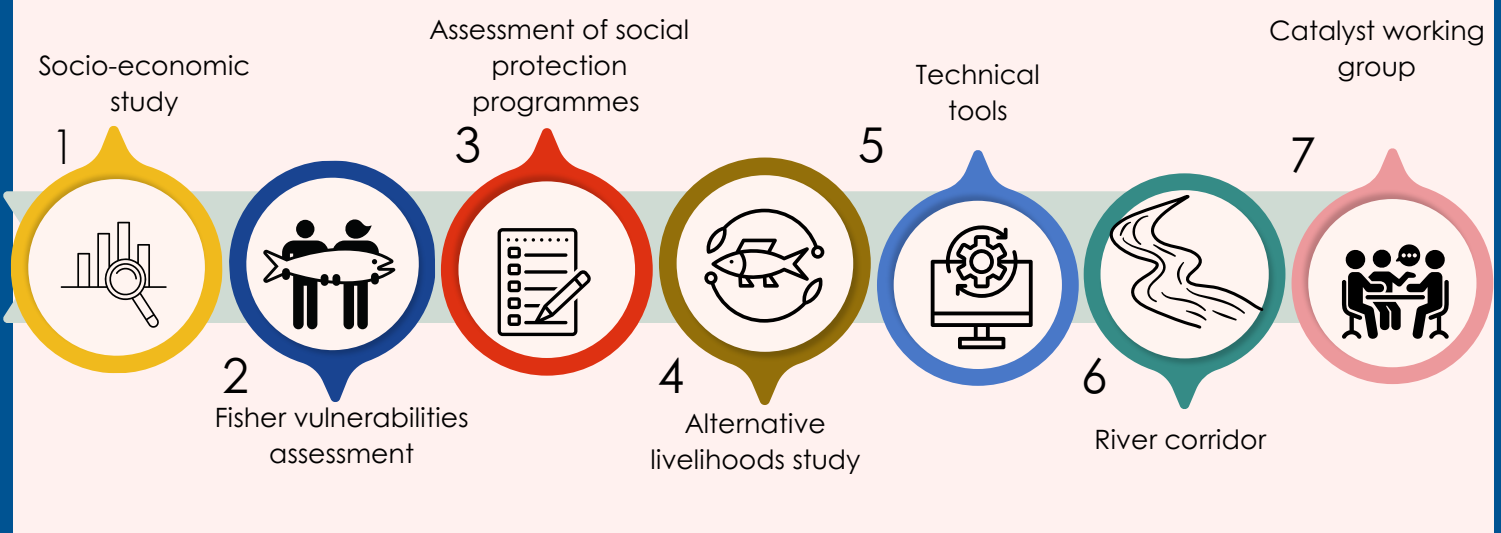 1
Socio-economic
study
2
Fisher vulnerabilities
assessment
3
Assessment of social
protection
programmes
4
Alternative
livelihoods study
5
Technical
tools
6
River corridor
7
Catalyst working
group